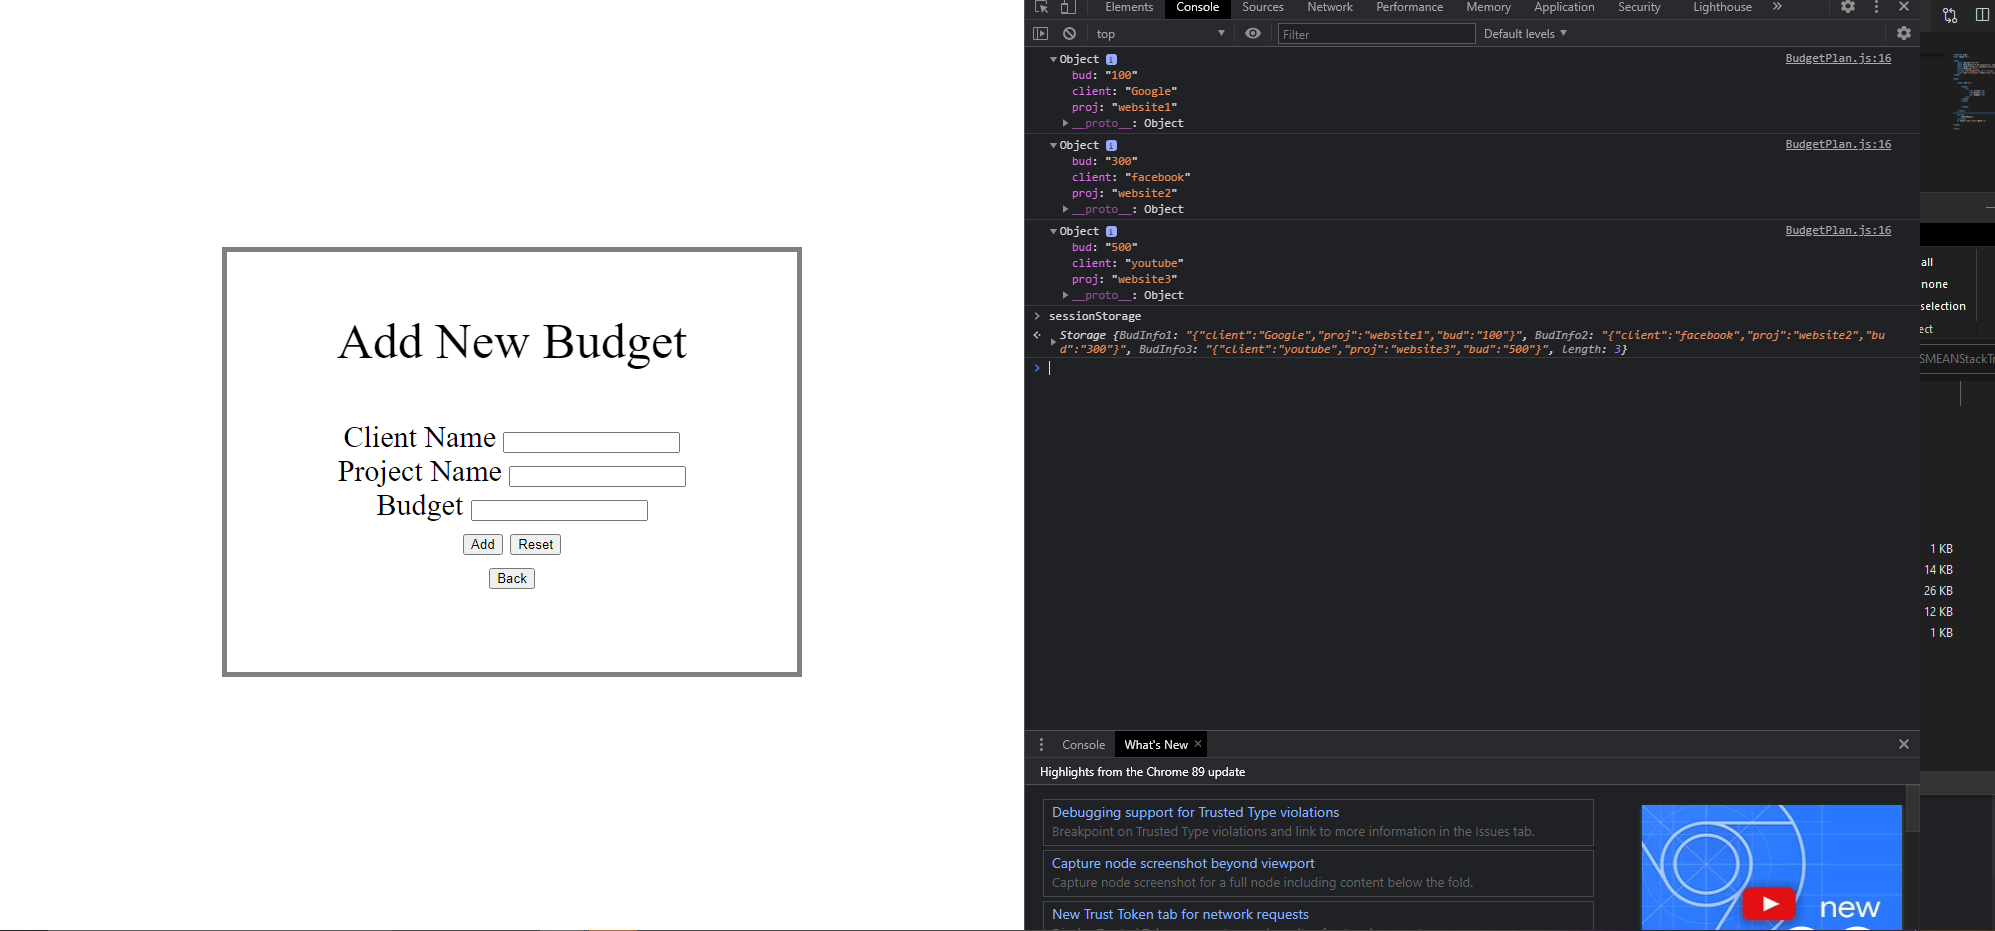 Add New Budget
Client Name
Project Name
Budget
Add Reset
Back
Elements Console Sources Network Performance Memory Application Security Lighthouse »
top ▼ Filter Default levels ▼
▼Object i BudgetPlan.js:16
bud: "100"
client: "Google"
proj: "website1"
▶__proto__: Object
▼Object i BudgetPlan.js:16
bud: "300"
client: "facebook"
proj: "website2"
▶__proto__: Object
▼Object i BudgetPlan.js:16
bud: "500"
client: "youtube"
proj: "website3"
▶__proto__: Object
> sessionStorage
Storage {BudInfo1: "{"client":"Google","proj":"website1","bud":"100"}", BudInfo2: "{"client":"facebook","proj":"website2","bu
d":"300"}", BudInfo3: "{"client":"youtube","proj":"website3","bud":"500"}", length: 3}
>
Console What's New ×
Highlights from the Chrome 89 update
Debugging support for Trusted Type violations
Breakpoint on Trusted Type violations and link to more information in the Issues tab.
Capture node screenshot beyond viewport
Capture node screenshot for a full node including content below the fold.
New Trust Token tab for network requests
new
all
none
selection
ect
SMEANStackTr
1 KB
14 KB
26 KB
12 KB
1 KB